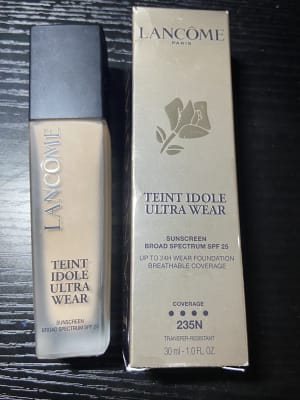 LANCÔME
TEINT
IDOLE
ULTRA
WEAR
SUNSCREEN
BROAD SPECTRUM SPF 25
LANCÔME
PARIS
TEINT IDOLE
ULTRA WEAR
SUNSCREEN
BROAD SPECTRUM SPF 25
UP TO 24H WEAR FOUNDATION
BREATHABLE COVERAGE
COVERAGE
235N
TRANSFER-RESISTANT
30 ml - 1.0 FL. OZ.